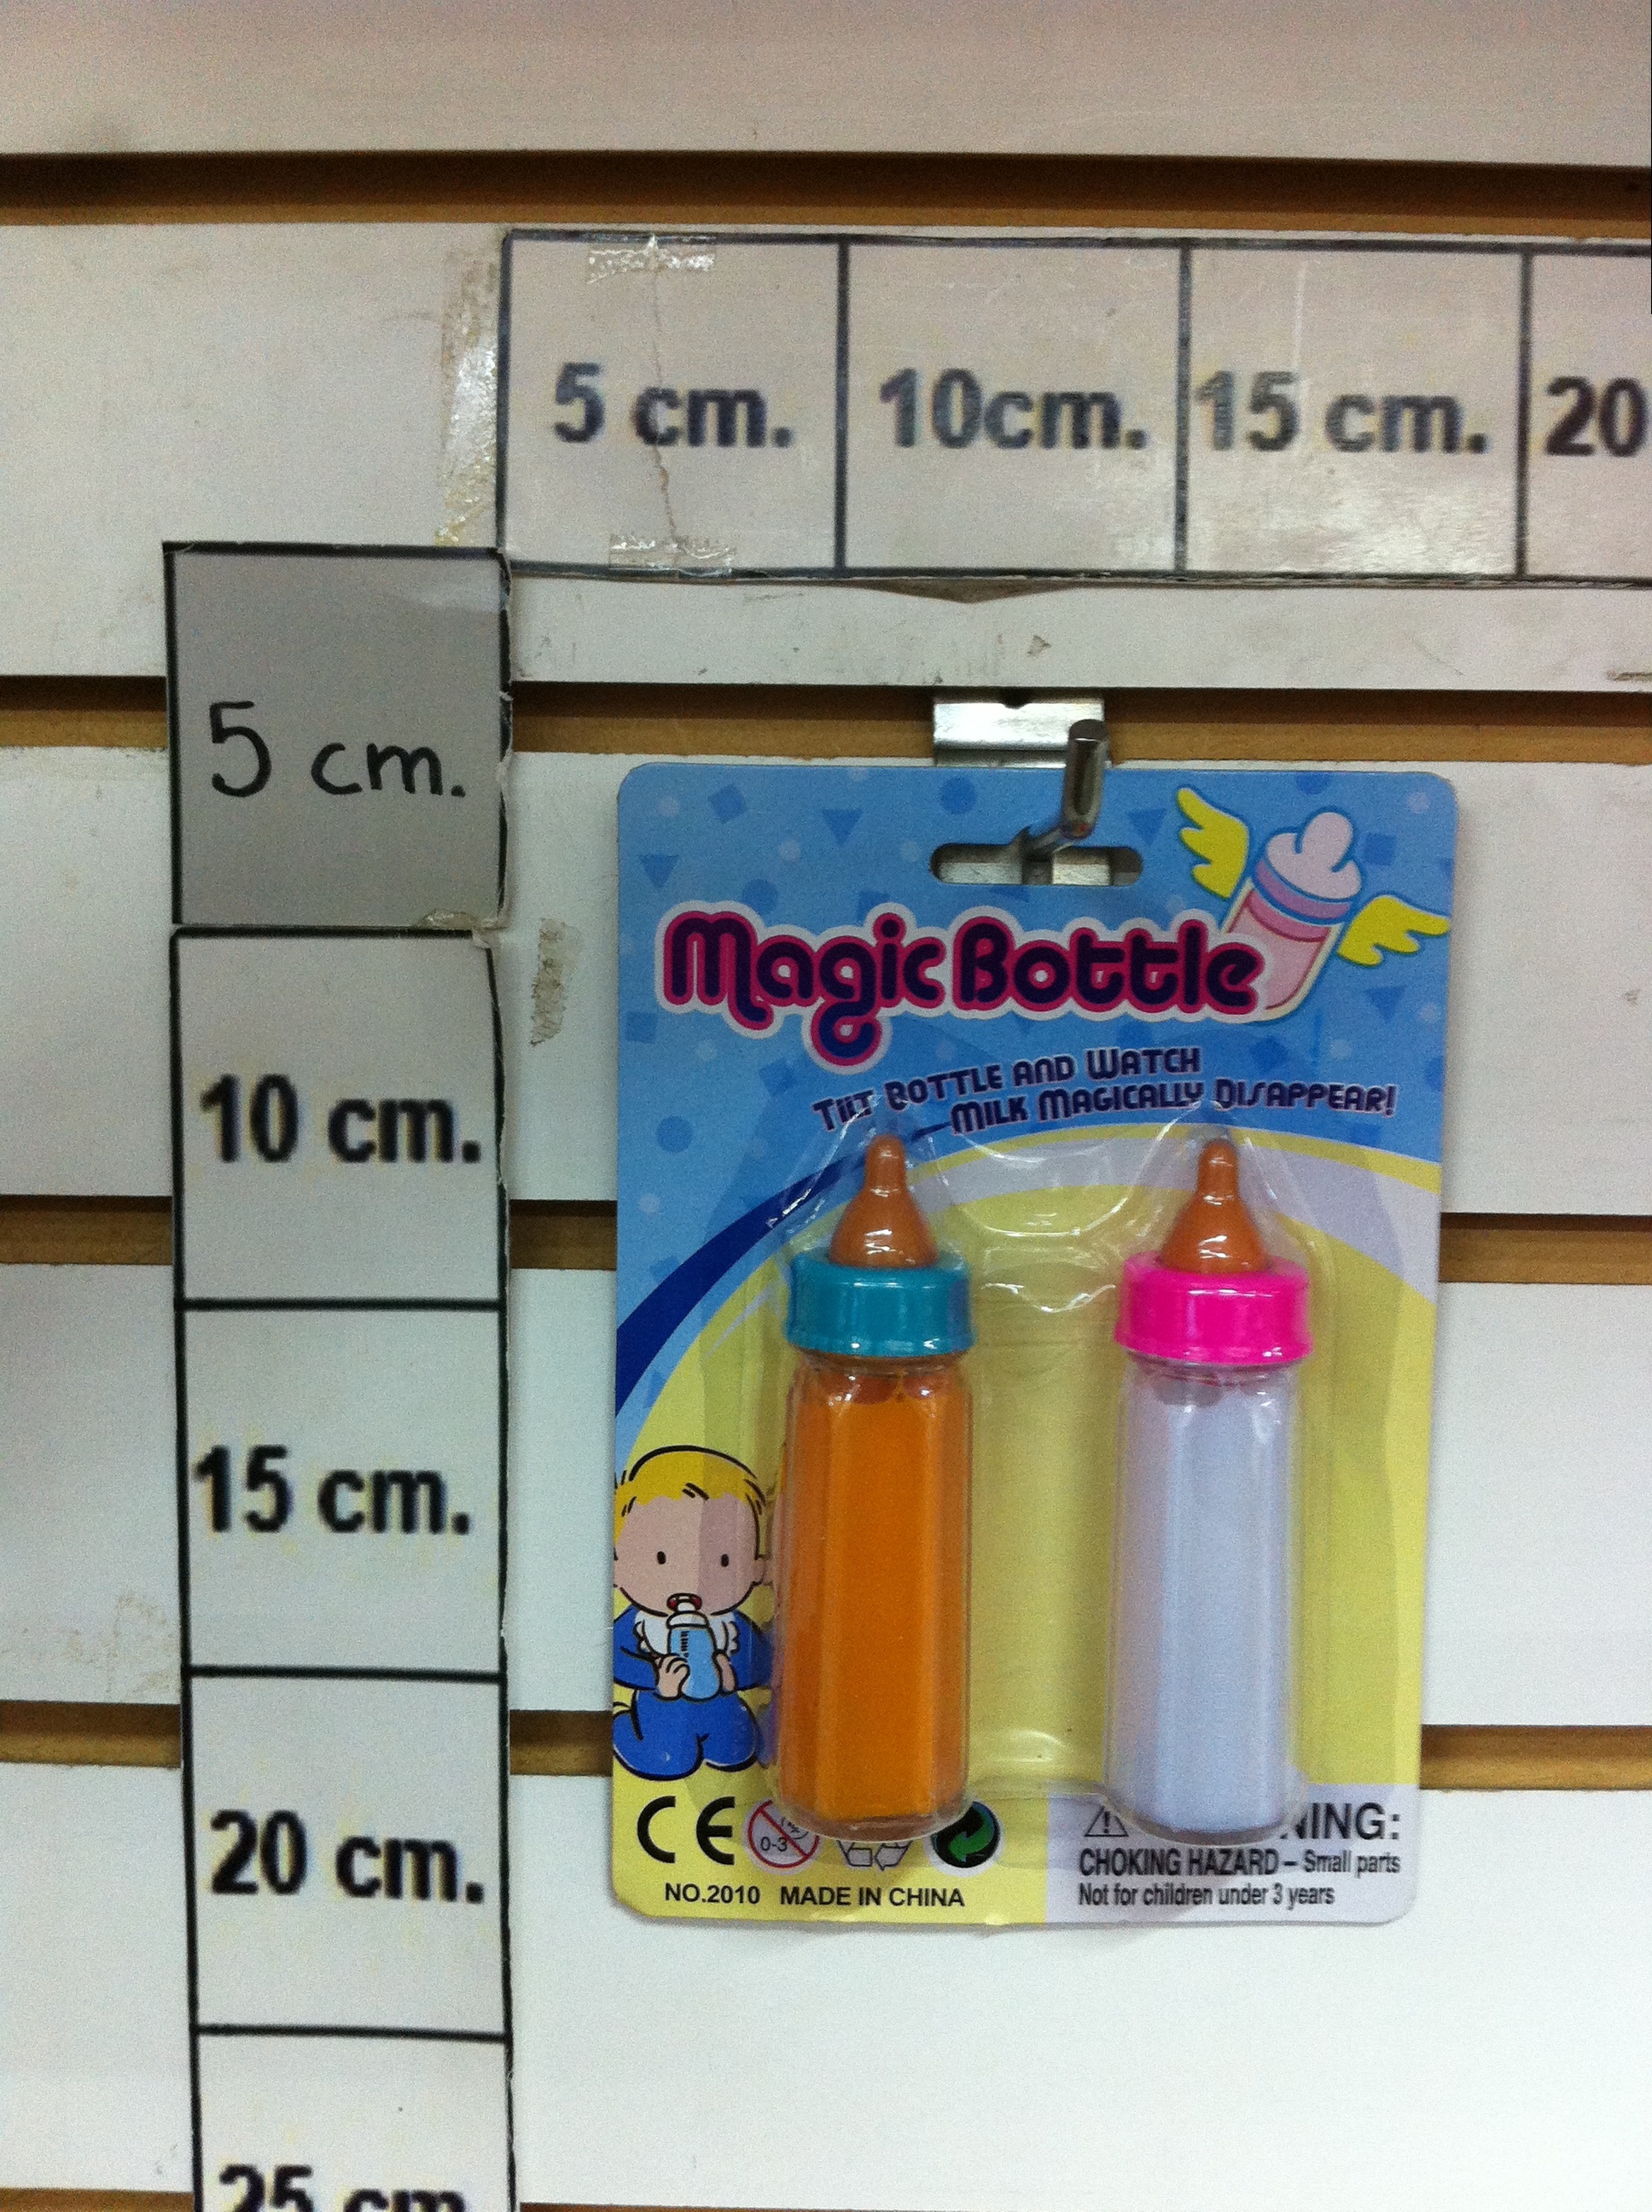 5 cm.
10cm.
15 cm.
20
5 cm.
10 cm.
15 cm.
20 cm.
25 cm
Magic Bottle
TILT BOTTLE AND WATCH
MILK MAGICALLY DISAPPEAR!
CE
0-3
NING:
CHOKING HAZARD – Small parts
Not for children under 3 years
NO.2010 MADE IN CHINA